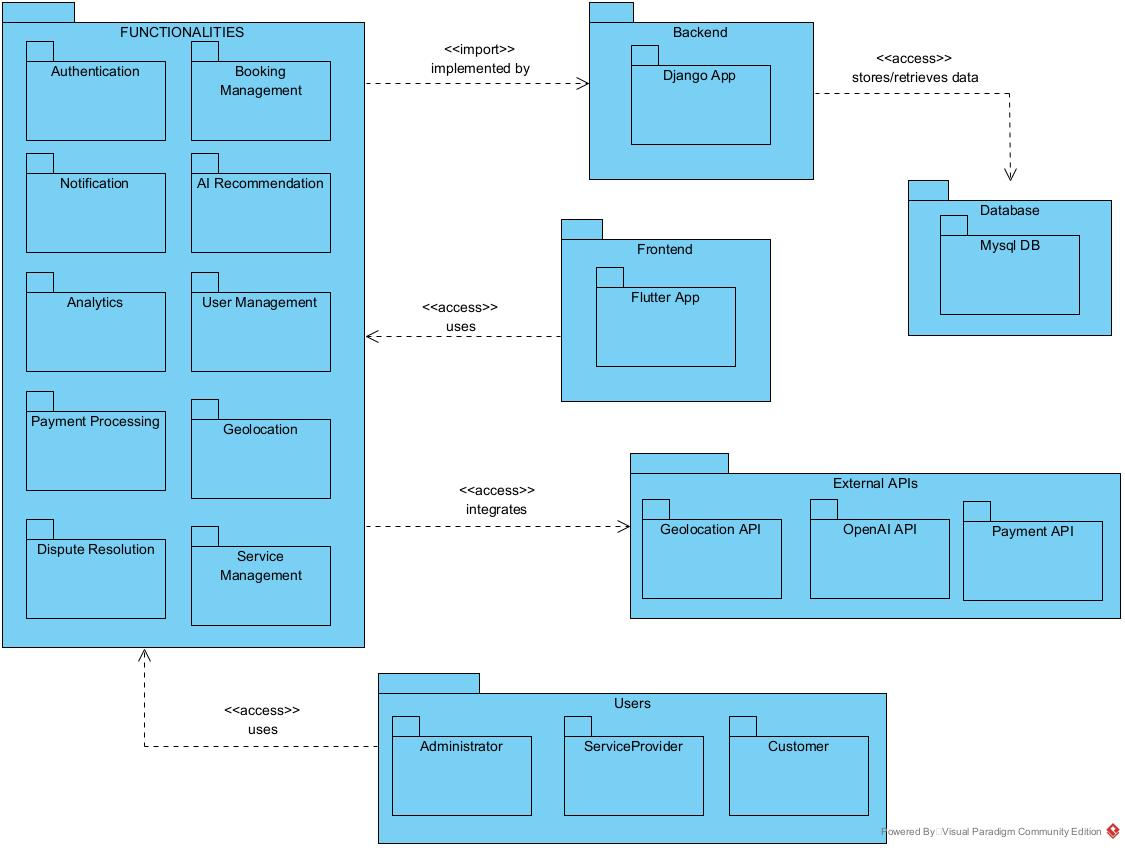 FUNCTIONALITIES
Authentication
Booking
Management
Notification
AI Recommendation
Analytics
User Management
Payment Processing
Geolocation
Dispute Resolution
Service
Management
<<import>>
implemented by
Backend
Django App
<<access>>
stores/retrieves data
Database
Mysql DB
Frontend
Flutter App
<<access>>
uses
<<access>>
integrates
External APIs
Geolocation API
OpenAI API
Payment API
<<access>>
uses
Users
Administrator
ServiceProvider
Customer
Powered By Visual Paradigm Community Edition